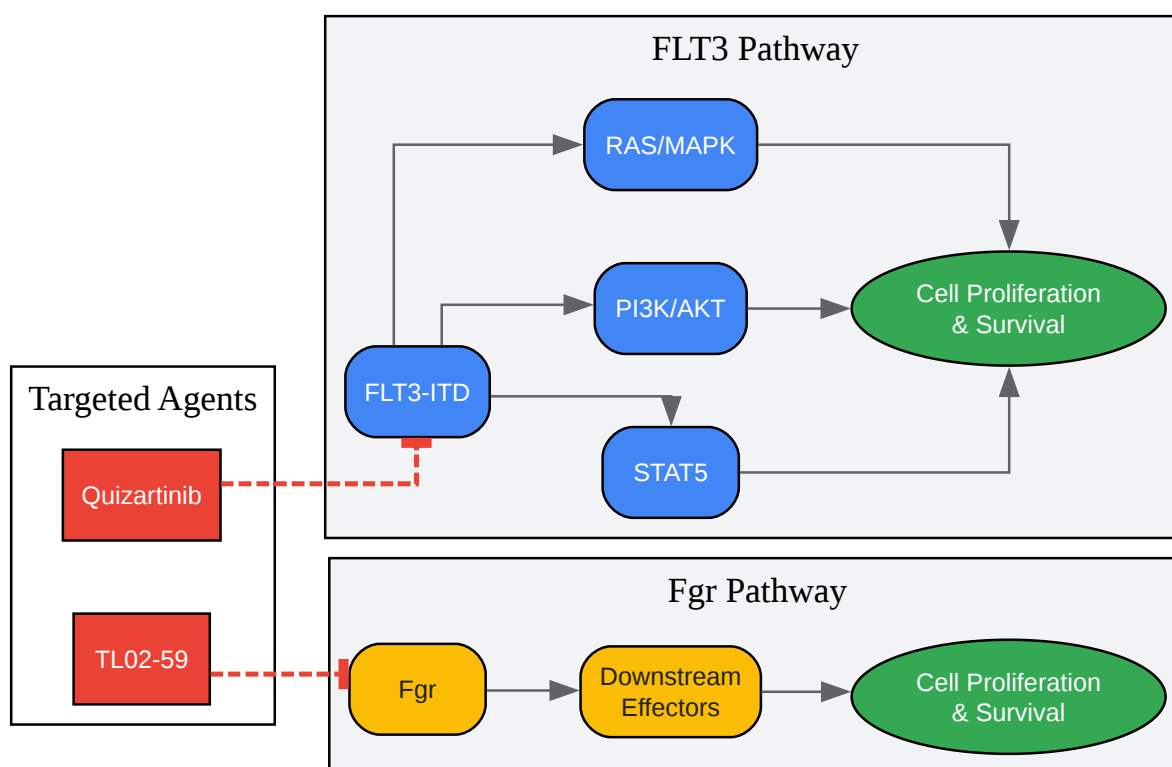 FLT3 Pathway
RAS/MAPK
PI3K/AKT
Cell Proliferation
& Survival
FLT3-ITD
STAT5
Targeted Agents
Quizartinib
TL02-59
Fgr Pathway
Fgr
Downstream
Effectors
Cell Proliferation
& Survival